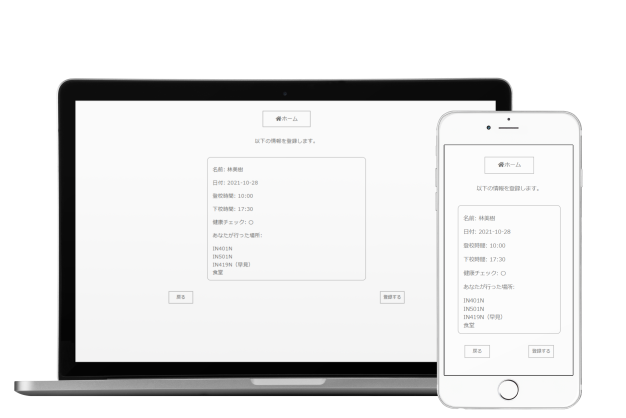 ホーム
以下の情報を登録します。
名前: 林美樹
日付: 2021-10-28
登校時間: 10:00
下校時間: 17:30
健康チェック: ○
あなたが行った場所:
IN401N
IN501N
IN419N (早見)
食堂
戻る
登録する
ホーム
以下の情報を登録します。
名前: 林美樹
日付: 2021-10-28
登校時間: 10:00
下校時間: 17:30
健康チェック: ○
あなたが行った場所:
IN401N
IN501N
IN419N (早見)
食堂
戻る
登録する